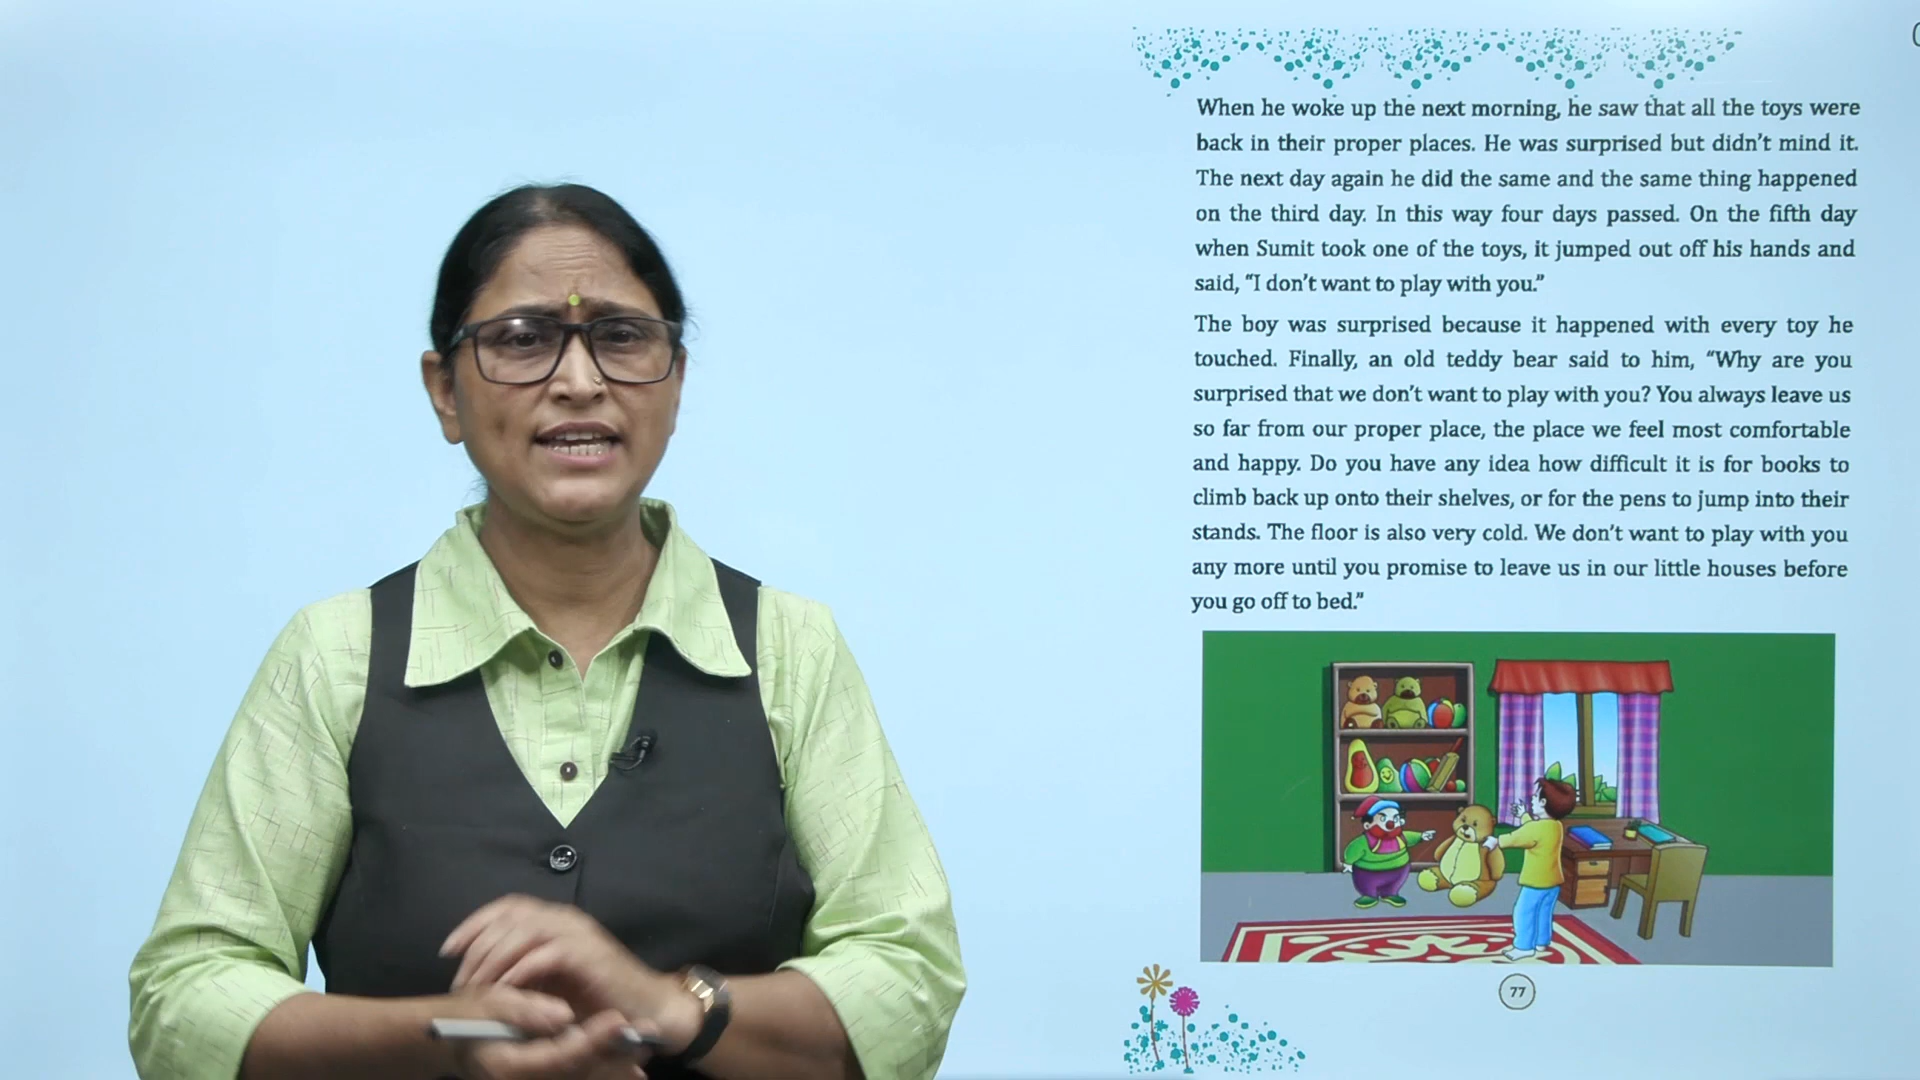 When he woke up the next morning, he saw that all the toys were
back in their proper places. He was surprised but didn't mind it.
The next day again he did the same and the same thing happened
on the third day. In this way four days passed. On the fifth day
when Sumit took one of the toys, it jumped out off his hands and
said, "I don't want to play with you."
The boy was surprised because it happened with every toy he
touched. Finally, an old teddy bear said to him, "Why are you
surprised that we don't want to play with you? You always leave us
so far from our proper place, the place we feel most comfortable
and happy. Do you have any idea how difficult it is for books to
climb back up onto their shelves, or for the pens to jump into their
stands. The floor is also very cold. We don't want to play with you
any more until you promise to leave us in our little houses before
you go off to bed."
77